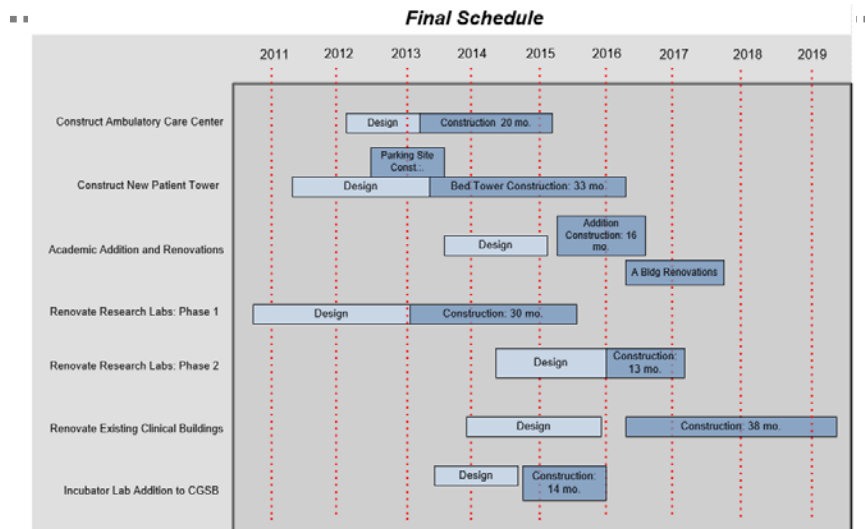 Final Schedule
2011 2012 2013 2014 2015 2016 2017 2018 2019
Construct Ambulatory Care Center
Design
Construction 20 mo.
Parking Site
Const.:.
Construct New Patient Tower
Design
Bed Tower Construction: 33 mo.
Academic Addition and Renovations
Design
Addition
Construction: 16
mo.
A Bldg Renovations
Renovate Research Labs: Phase 1
Design
Construction: 30 mo.
Renovate Research Labs: Phase 2
Design
Construction:
13 mo.
Renovate Existing Clinical Buildings
Design
Construction: 38 mo.
Incubator Lab Addition to CGSB
Design
Construction:
14 mo.